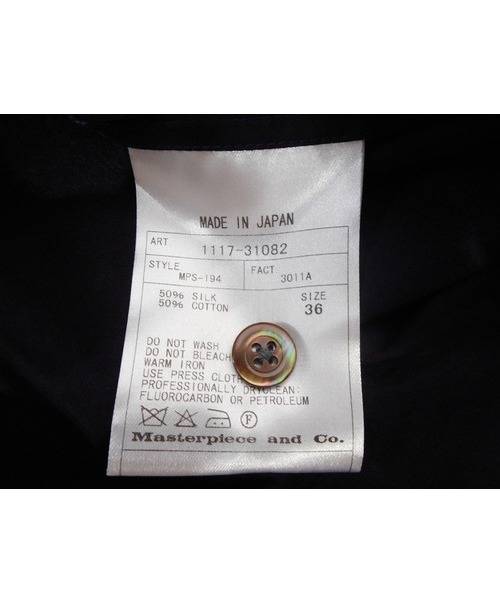 MADE IN JAPAN
ART 1117-31082
STYLE MPS-194 FACT 3011A
50% SILK SIZE
50% COTTON 36
DO NOT WASH
DO NOT BLEACH
WARM IRON
USE PRESS CLOTH
PROFESSIONALLY DRYCLEAN:
FLUOROCARBON OR PETROLEUM
F
Masterpiece and Co.